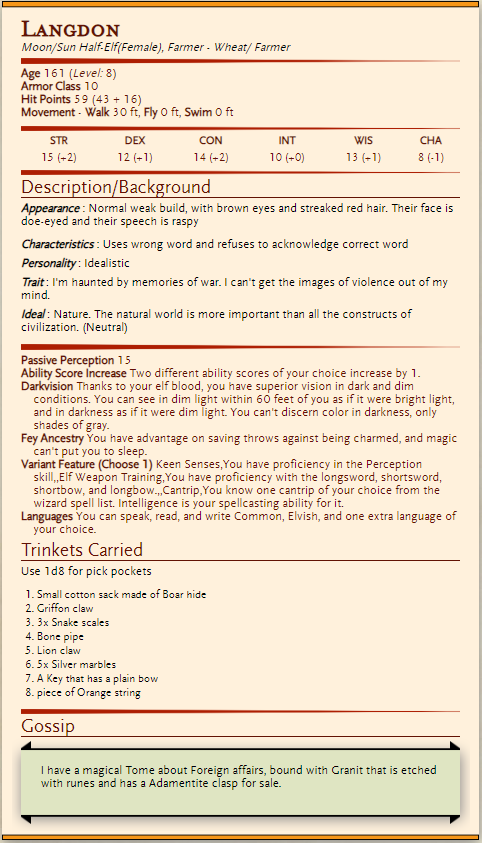 Langdon
Moon/Sun Half-Elf(Female), Farmer - Wheat/ Farmer
Age 161 (Level: 8)
Armor Class 10
Hit Points 59 (43 + 16)
Movement - Walk 30 ft, Fly 0 ft, Swim 0 ft
STR DEX CON INT WIS CHA
15 (+2) 12 (+1) 14 (+2) 10 (+0) 13 (+1) 8 (-1)
Description/Background
Appearance : Normal weak build, with brown eyes and streaked red hair. Their face is
doe-eyed and their speech is raspy
Characteristics : Uses wrong word and refuses to acknowledge correct word
Personality : Idealistic
Trait : I'm haunted by memories of war. I can't get the images of violence out of my
mind.
Ideal : Nature. The natural world is more important than all the constructs of
civilization. (Neutral)
Passive Perception 15
Ability Score Increase Two different ability scores of your choice increase by 1.
Darkvision Thanks to your elf blood, you have superior vision in dark and dim
conditions. You can see in dim light within 60 feet of you as if it were bright light,
and in darkness as if it were dim light. You can't discern color in darkness, only
shades of gray.
Fey Ancestry You have advantage on saving throws against being charmed, and magic
can't put you to sleep.
Variant Feature (Choose 1) Keen Senses,You have proficiency in the Perception
skill,,Elf Weapon Training,You have proficiency with the longsword, shortsword,
shortbow, and longbow.,,Cantrip,You know one cantrip of your choice from the
wizard spell list. Intelligence is your spellcasting ability for it.
Languages You can speak, read, and write Common, Elvish, and one extra language of
your choice.
Trinkets Carried
Use 1d8 for pick pockets
1. Small cotton sack made of Boar hide
2. Griffon claw
3. 3x Snake scales
4. Bone pipe
5. Lion claw
6. 5x Silver marbles
7. A Key that has a plain bow
8. piece of Orange string
Gossip
I have a magical Tome about Foreign affairs, bound with Granit that is etched
with runes and has a Adamentite clasp for sale.